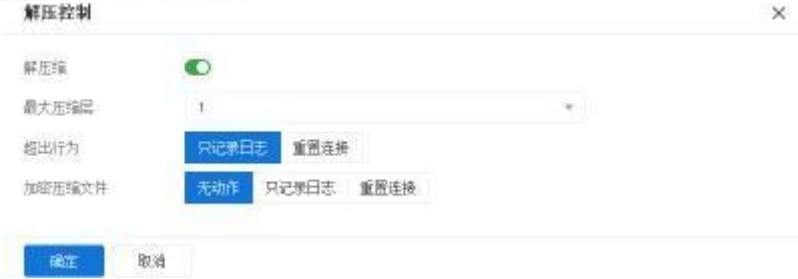 解压控制
解压缩
最大压缩层 1
超出行为 只记录日志 重置连接
加密压缩文件 无动作 只记录日志 重置连接
确定 取消